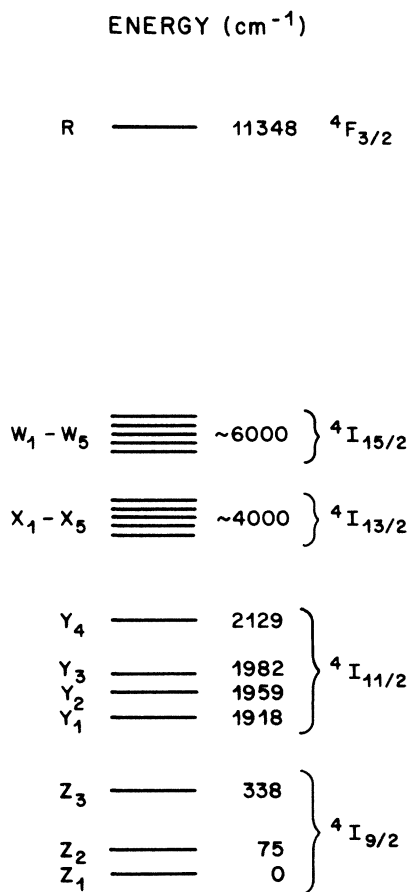 ENERGY (cm⁻¹)
R 11348 ⁴F₃/₂
W₁ – W₅ ~6000 ⁴I₁₅/₂
X₁ – X₅ ~4000 ⁴I₁₃/₂
Y₄ 2129
Y₃ 1982 ⁴I₁₁/₂
Y₂ 1959
Y₁ 1918
Z₃ 338
⁴I₉/₂
Z₂ 75
Z₁ 0